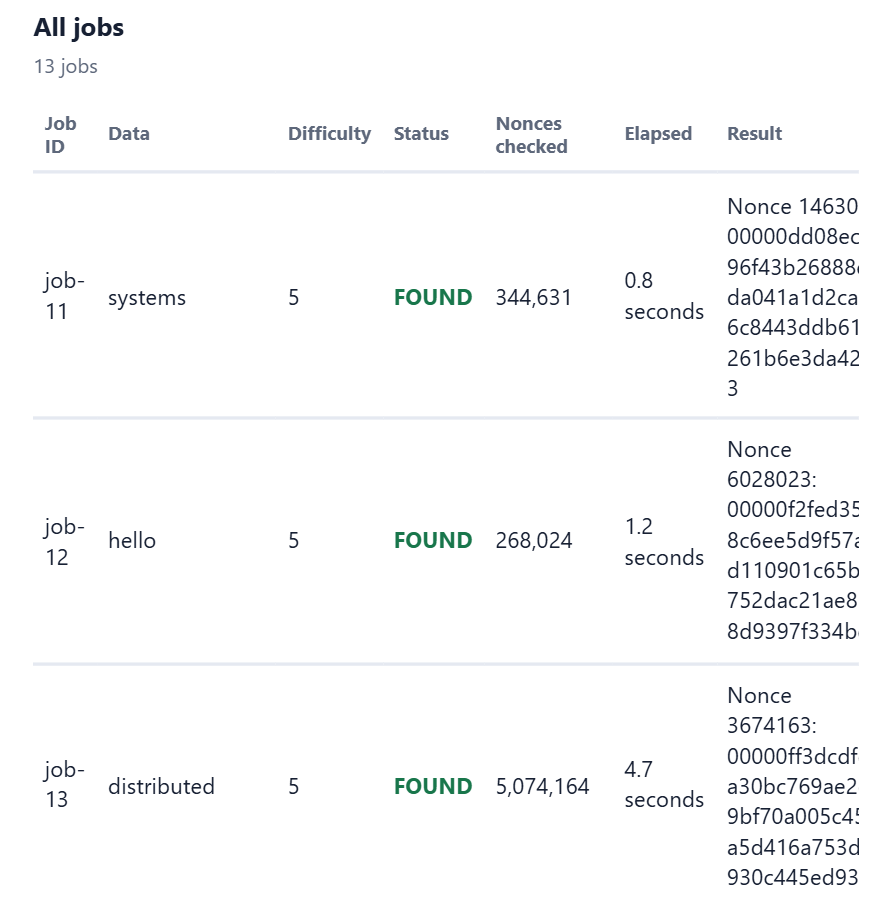 All jobs
13 jobs
Job ID Data Difficulty Status Nonces checked Elapsed Result
job-11 systems 5 FOUND 344,631 0.8 seconds
Nonce 14630
00000dd08ec
96f43b26888
da041a1d2ca
6c8443ddb61
261b6e3da42
3
job-12 hello 5 FOUND 268,024 1.2 seconds
Nonce
6028023:
00000f2fed35
8c6ee5d9f57a
d110901c65b
752dac21ae8
8d9397f334b
job-13 distributed 5 FOUND 5,074,164 4.7 seconds
Nonce
3674163:
00000ff3dcdf
a30bc769ae2
9bf70a005c45
a5d416a753d
930c445ed93